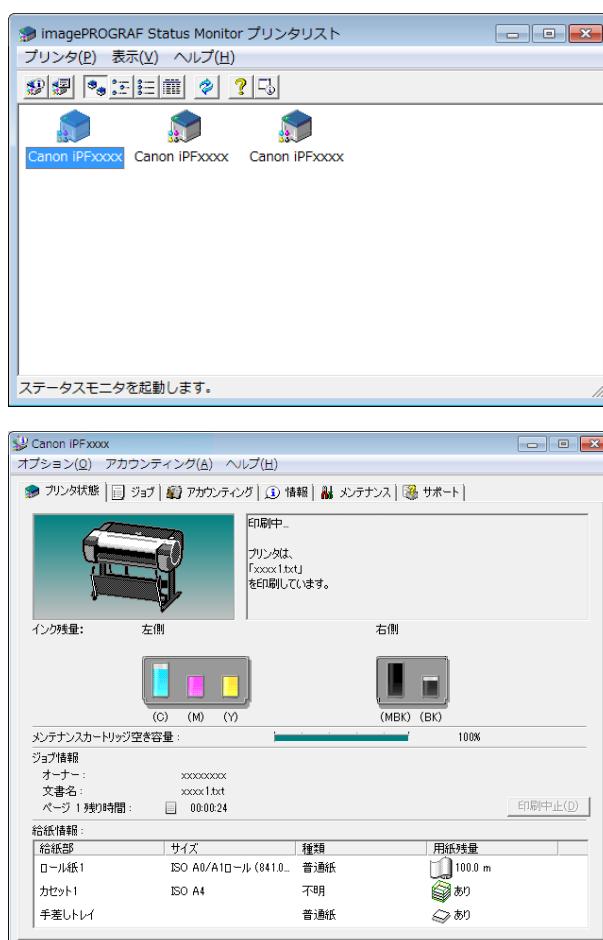 imagePROGRAF Status Monitor プリンタリスト
プリンタ(P) 表示(V) ヘルプ(H)
Canon iPFxxxx Canon iPFxxxx Canon iPFxxxx
ステータスモニタを起動します。
Canon iPFxxxx
オプション(O) アカウンティング(A) ヘルプ(H)
プリンタ状態 ジョブ アカウンティング 情報 メンテナンス サポート
印刷中...
プリンタは、
「xxxx1.txt」
を印刷しています。
インク残量: 左側 右側
(C) (M) (Y) (MBK) (BK)
メンテナンスカートリッジ空き容量: 100%
ジョブ情報
オーナー: xxxxxxxx
文書名: xxxx1.txt
ページ 1 残り時間: 00:00:24
印刷中止(D)
給紙情報:
給紙部 サイズ 種類 用紙残量
ロール紙1 ISO A0/A1ロール (841.0... 普通紙 100.0 m
カセット1 ISO A4 不明 あり
手差しトレイ 普通紙 あり